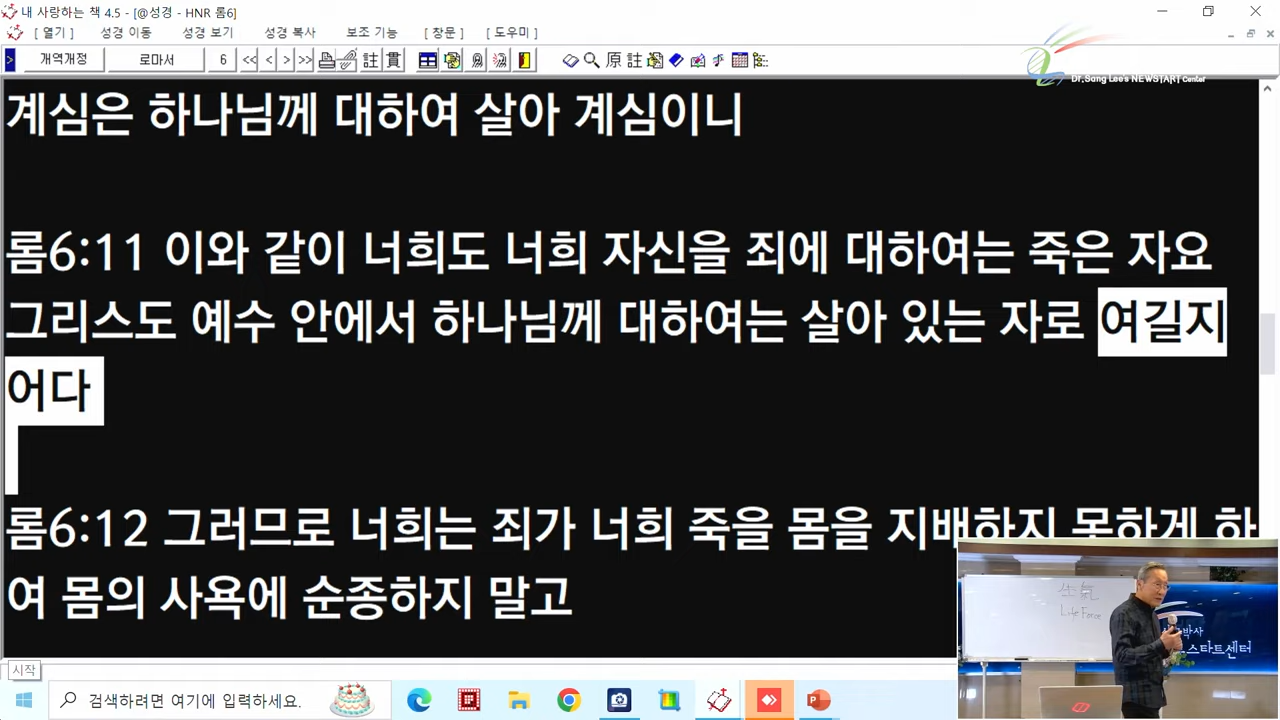 내 사랑하는 책 4.5 - [@성경 - HNR 롬6]
[ 열기 ] 성경 이동 성경 보기 성경 복사 보조 기능 [ 창문 ] [ 도우미 ]
> 개역개정 로마서 6 << < > >> 註 貫 原 註
Dr.Sang Lee's NEWSTART Center
계심은 하나님께 대하여 살아 계심이니
롬6:11 이와 같이 너희도 너희 자신을 죄에 대하여는 죽은 자요
그리스도 예수 안에서 하나님께 대하여는 살아 있는 자로 여길지
어다
롬6:12 그러므로 너희는 죄가 너희 죽을 몸을 지배하지 못하게 하
여 몸의 사욕에 순종하지 말고
Life Force
박사
스타트센터
시작
검색하려면 여기에 입력하세요.